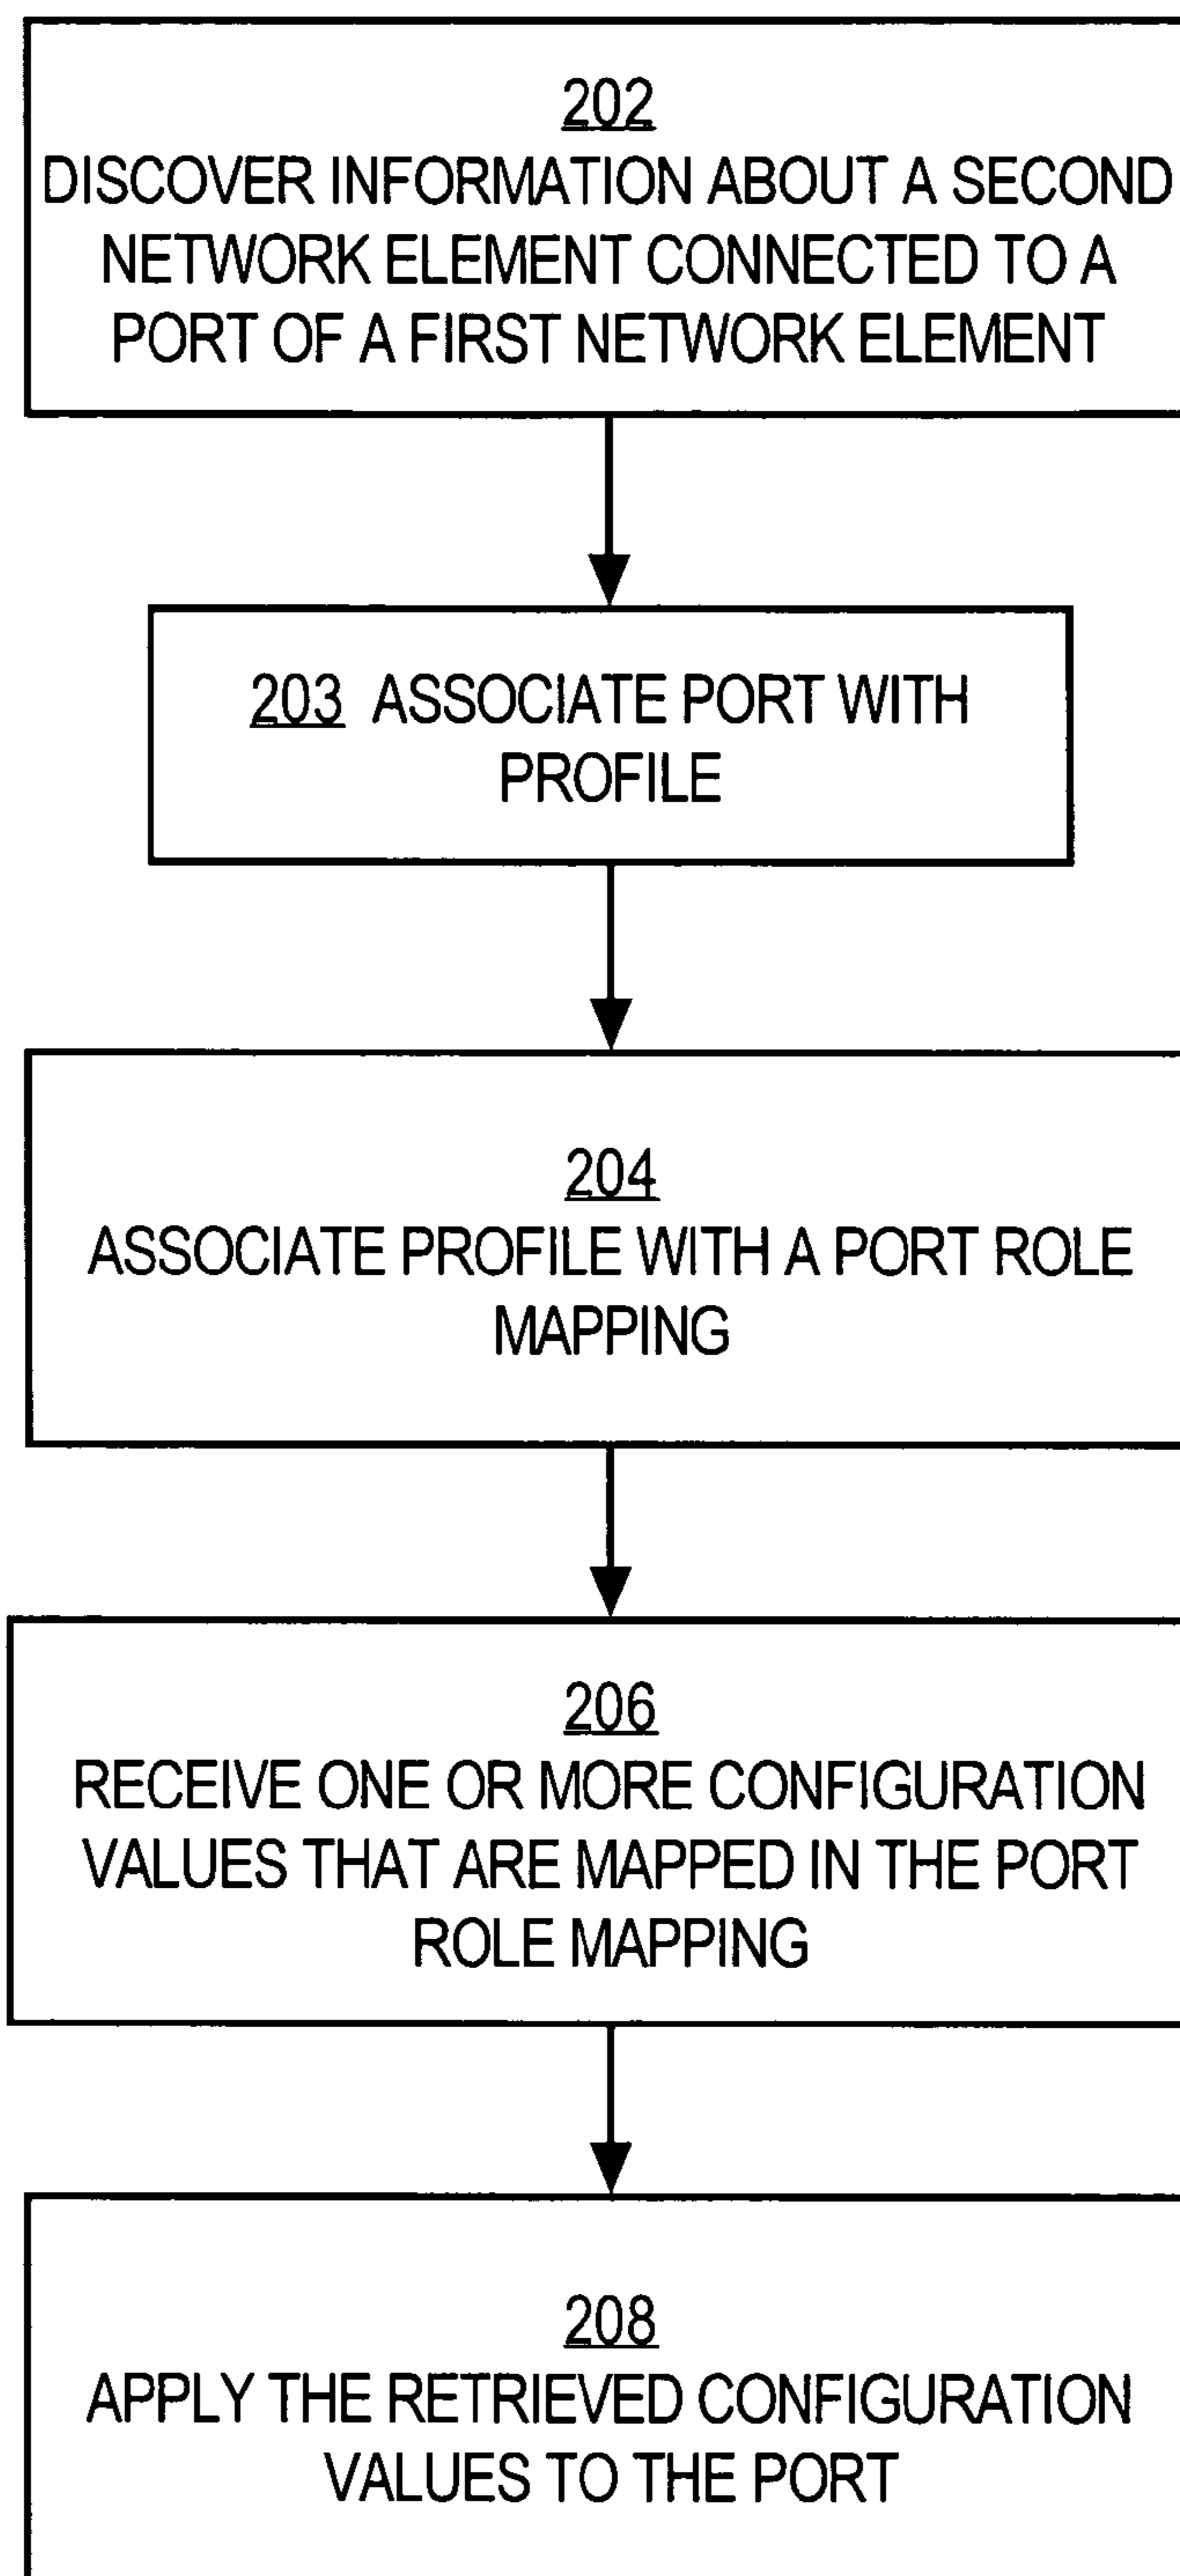 202
DISCOVER INFORMATION ABOUT A SECOND
NETWORK ELEMENT CONNECTED TO A
PORT OF A FIRST NETWORK ELEMENT
203 ASSOCIATE PORT WITH
PROFILE
204
ASSOCIATE PROFILE WITH A PORT ROLE
MAPPING
206
RECEIVE ONE OR MORE CONFIGURATION
VALUES THAT ARE MAPPED IN THE PORT
ROLE MAPPING
208
APPLY THE RETRIEVED CONFIGURATION
VALUES TO THE PORT